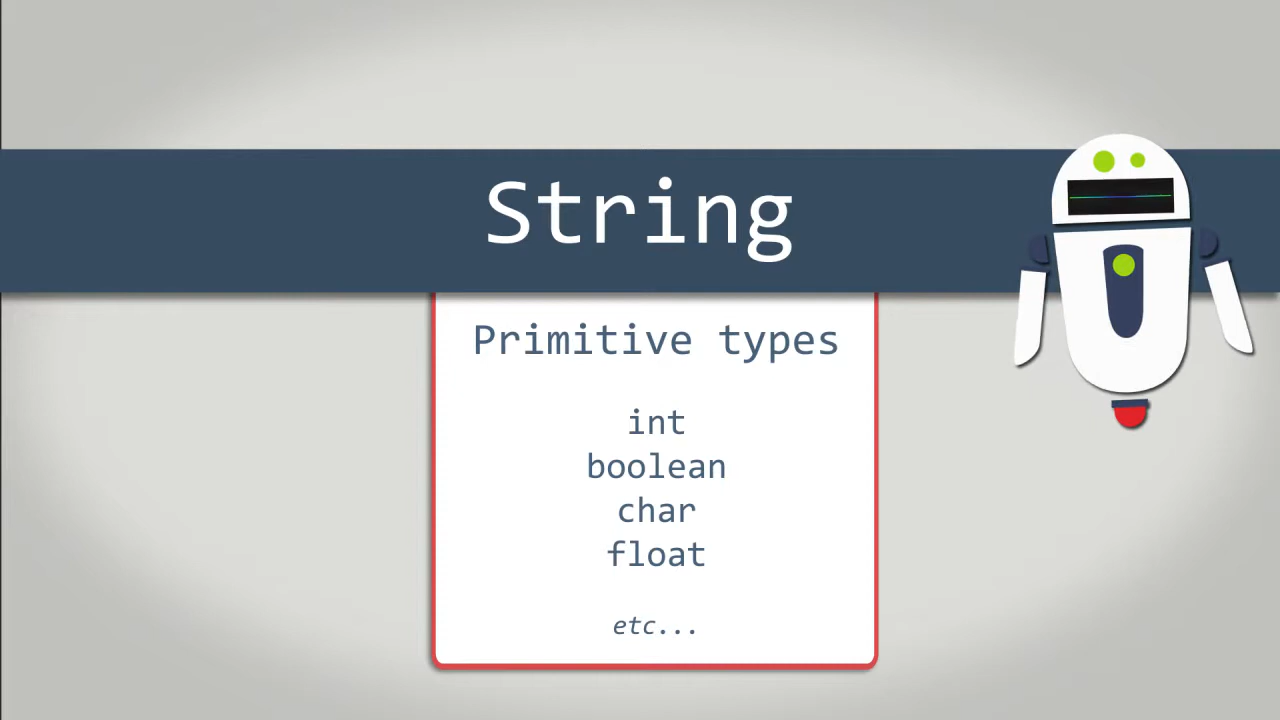 String
Primitive types
int
boolean
char
float
etc...